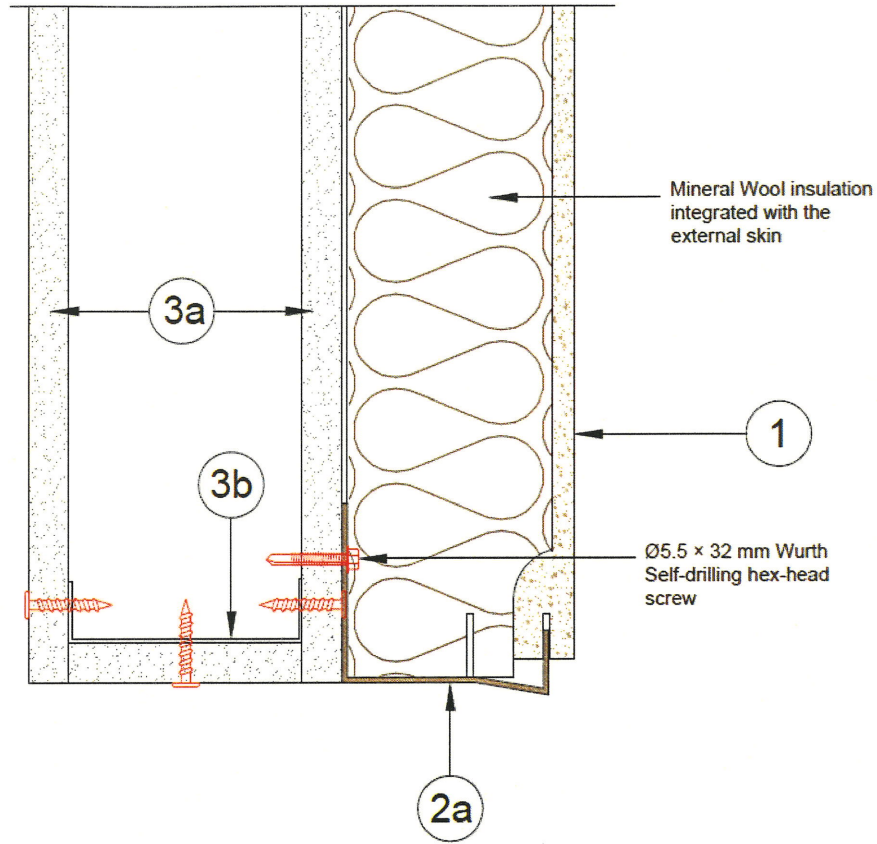 Mineral Wool insulation
integrated with the
external skin
3a
1
3b
Ø5.5 × 32 mm Wurth
Self-drilling hex-head
screw
2a